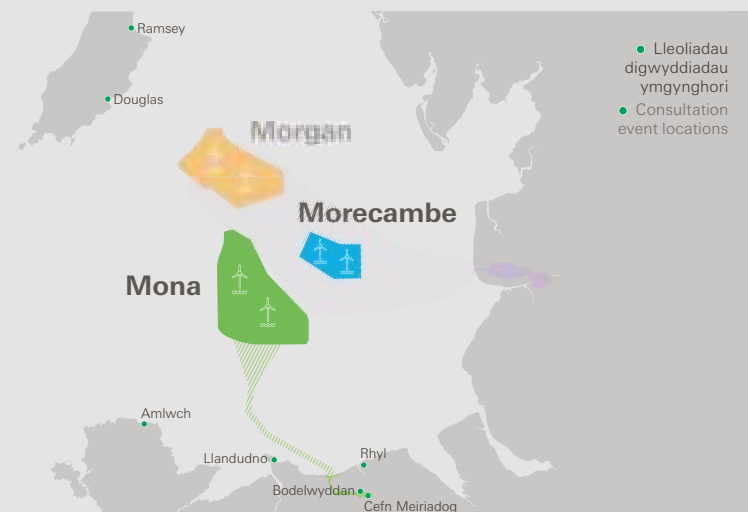 Ramsey
Lleoliadau
digwyddiadau
ymgynghori
Douglas
Consultation
event locations
Morgan
Morecambe
Mona
Amlwch
Llandudno
Rhyl
Bodelwyddan
Cefn Meiriadog